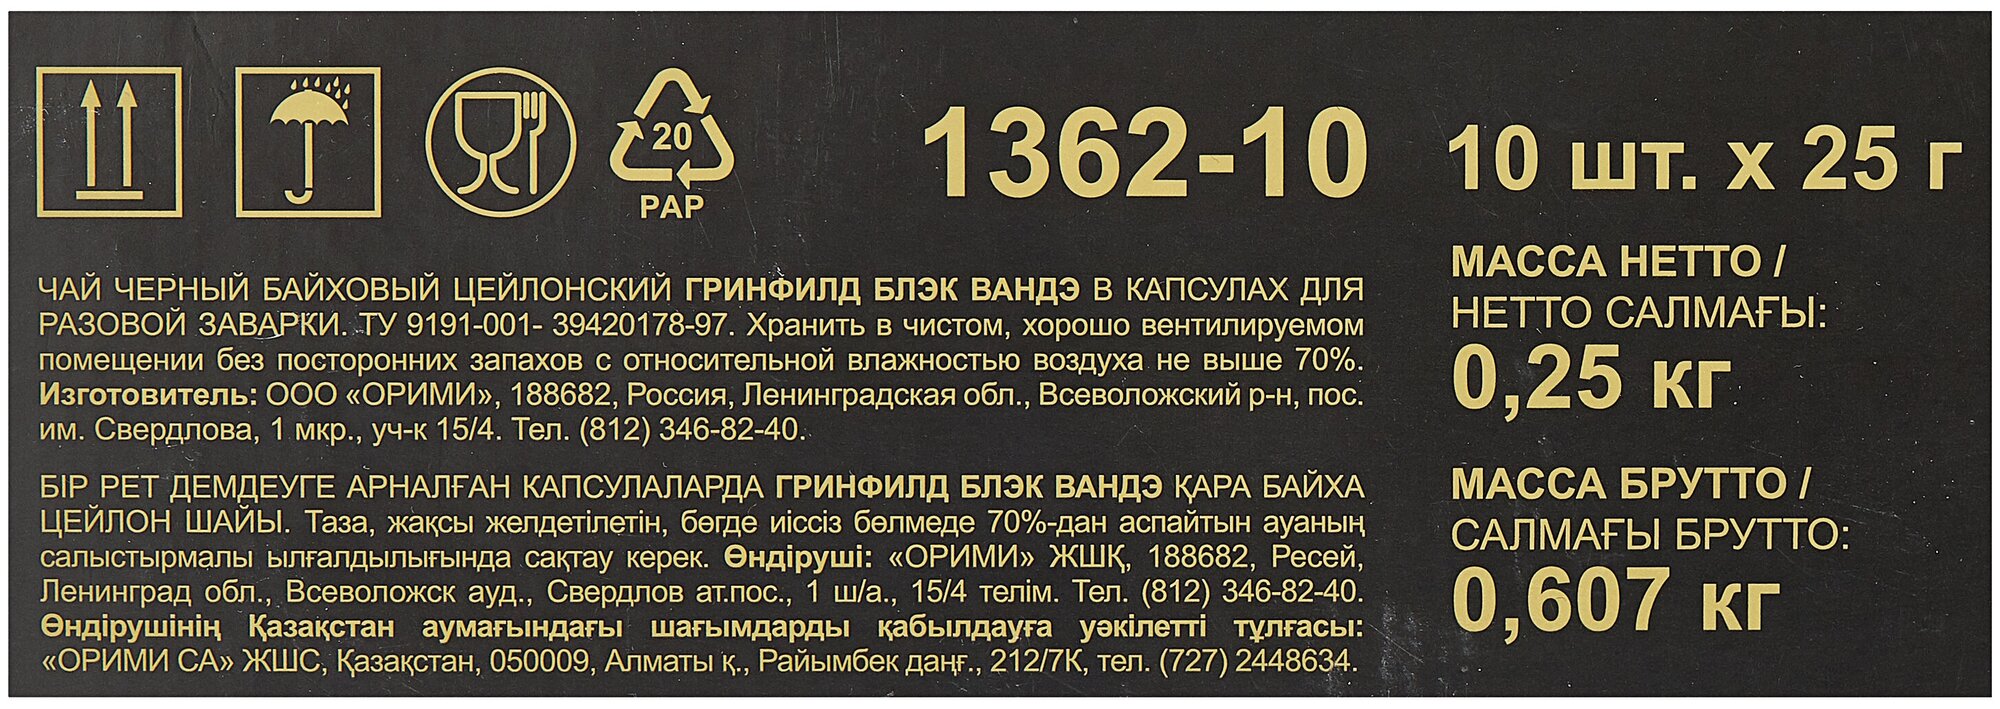 20
PAP
1362-10
10 шт. х 25 г
ЧАЙ ЧЕРНЫЙ БАЙХОВЫЙ ЦЕЙЛОНСКИЙ ГРИНФИЛД БЛЭК ВАНДЭ В КАПСУЛАХ ДЛЯ
РАЗОВОЙ ЗАВАРКИ. ТУ 9191-001- 39420178-97. Хранить в чистом, хорошо вентилируемом
помещении без посторонних запахов с относительной влажностью воздуха не выше 70%.
Изготовитель: ООО «ОРИМИ», 188682, Россия, Ленинградская обл., Всеволожский р-н, пос.
им. Свердлова, 1 мкр., уч-к 15/4. Тел. (812) 346-82-40.
БІР РЕТ ДЕМДЕУГЕ АРНАЛҒАН КАПСУЛАЛАРДА ГРИНФИЛД БЛЭК ВАНДЭ ҚАРА БАЙХА
ЦЕЙЛОН ШАЙЫ. Таза, жақсы желдетілетін, бөгде иіссіз бөлмеде 70%-дан аспайтын ауаның
салыстырмалы ылғалдылығында сақтау керек. Өндіруші: «ОРИМИ» ЖШҚ, 188682, Ресей,
Ленинград обл., Всеволожск ауд., Свердлов ат.пос., 1 ш/а., 15/4 телім. Тел. (812) 346-82-40.
Өндірушінің Қазақстан аумағындағы шағымдарды қабылдауға уәкілетті тұлғасы:
«ОРИМИ СА» ЖШС, Қазақстан, 050009, Алматы қ., Райымбек даңғ., 212/7К, тел. (727) 2448634.
МАССА НЕТТО /
НЕТТО САЛМАҒЫ:
0,25 кг
МАССА БРУТТО /
САЛМАҒЫ БРУТТО:
0,607 кг